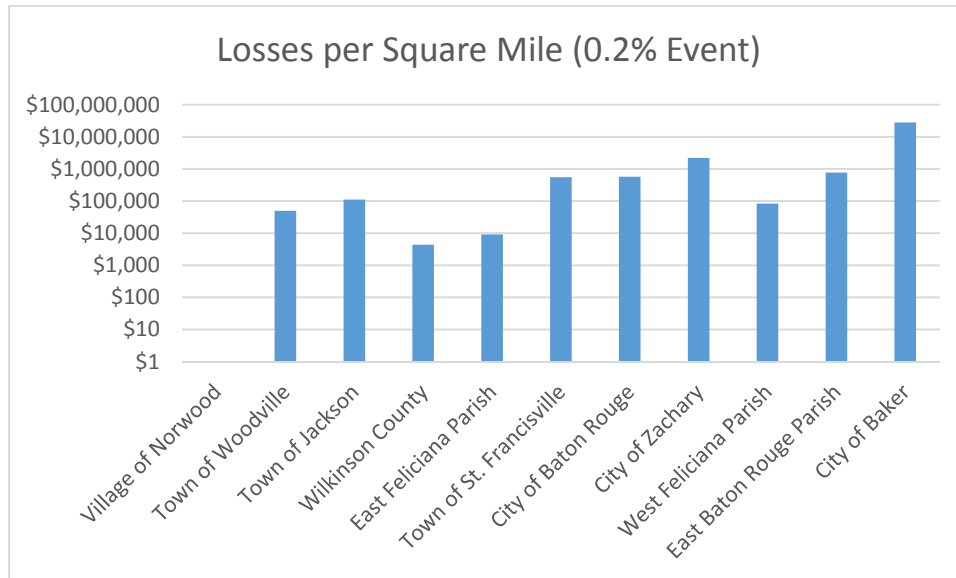 Losses per Square Mile (0.2% Event)
$100,000,000
$10,000,000
$1,000,000
$100,000
$10,000
$1,000
$100
$10
$1
Village of Norwood
Town of Woodville
Town of Jackson
Wilkinson County
East Feliciana Parish
Town of St. Francisville
City of Baton Rouge
City of Zachary
West Feliciana Parish
East Baton Rouge Parish
City of Baker